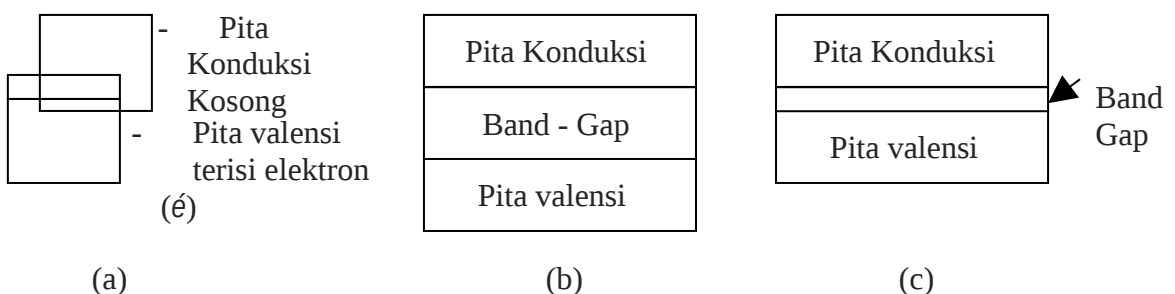 - Pita
Konduksi
Kosong
- Pita valensi
terisi elektron
(é)
(a)
Pita Konduksi
Band - Gap
Pita valensi
(b)
Pita Konduksi
Pita valensi
Band
Gap
(c)